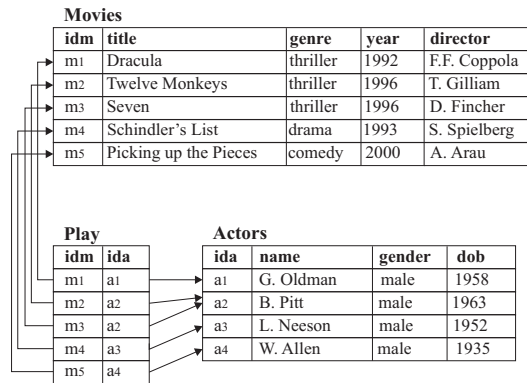 Movies
idm title genre year director
m1 Dracula thriller 1992 F.F. Coppola
m2 Twelve Monkeys thriller 1996 T. Gilliam
m3 Seven thriller 1996 D. Fincher
m4 Schindler's List drama 1993 S. Spielberg
m5 Picking up the Pieces comedy 2000 A. Arau
Play
idm ida
m1 a1
m2 a2
m3 a2
m4 a3
m5 a4
Actors
ida name gender dob
a1 G. Oldman male 1958
a2 B. Pitt male 1963
a3 L. Neeson male 1952
a4 W. Allen male 1935